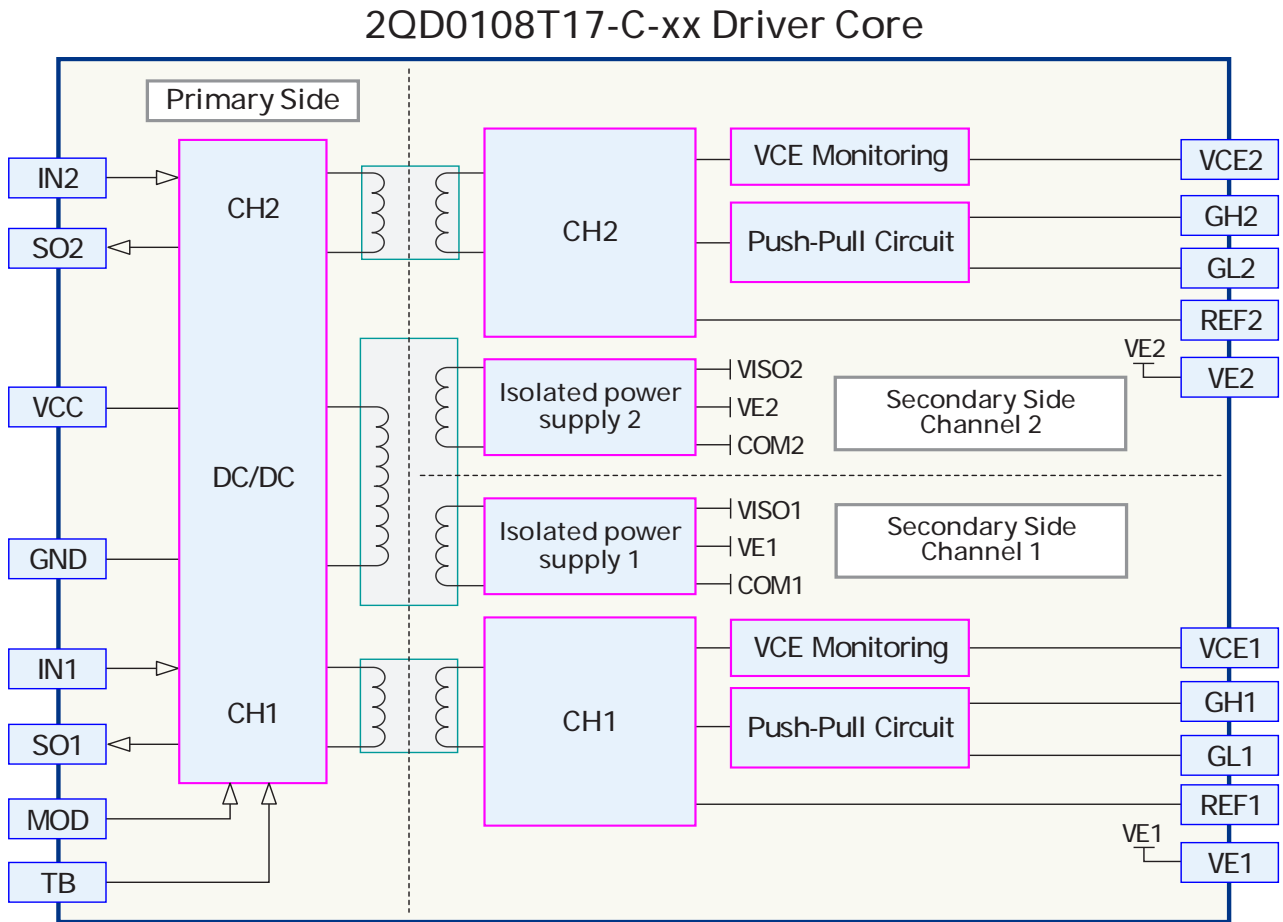 2QD0108T17-C-xx Driver Core
Primary Side
IN2
SO2
VCC
GND
IN1
SO1
MOD
TB
CH2
DC/DC
CH1
CH2
VCE Monitoring
Push-Pull Circuit
VCE2
GH2
GL2
REF2
VE2
VE2
Isolated power
supply 2
VISO2
VE2
COM2
Secondary Side
Channel 2
Isolated power
supply 1
VISO1
VE1
COM1
Secondary Side
Channel 1
CH1
VCE Monitoring
Push-Pull Circuit
VCE1
GH1
GL1
REF1
VE1
VE1